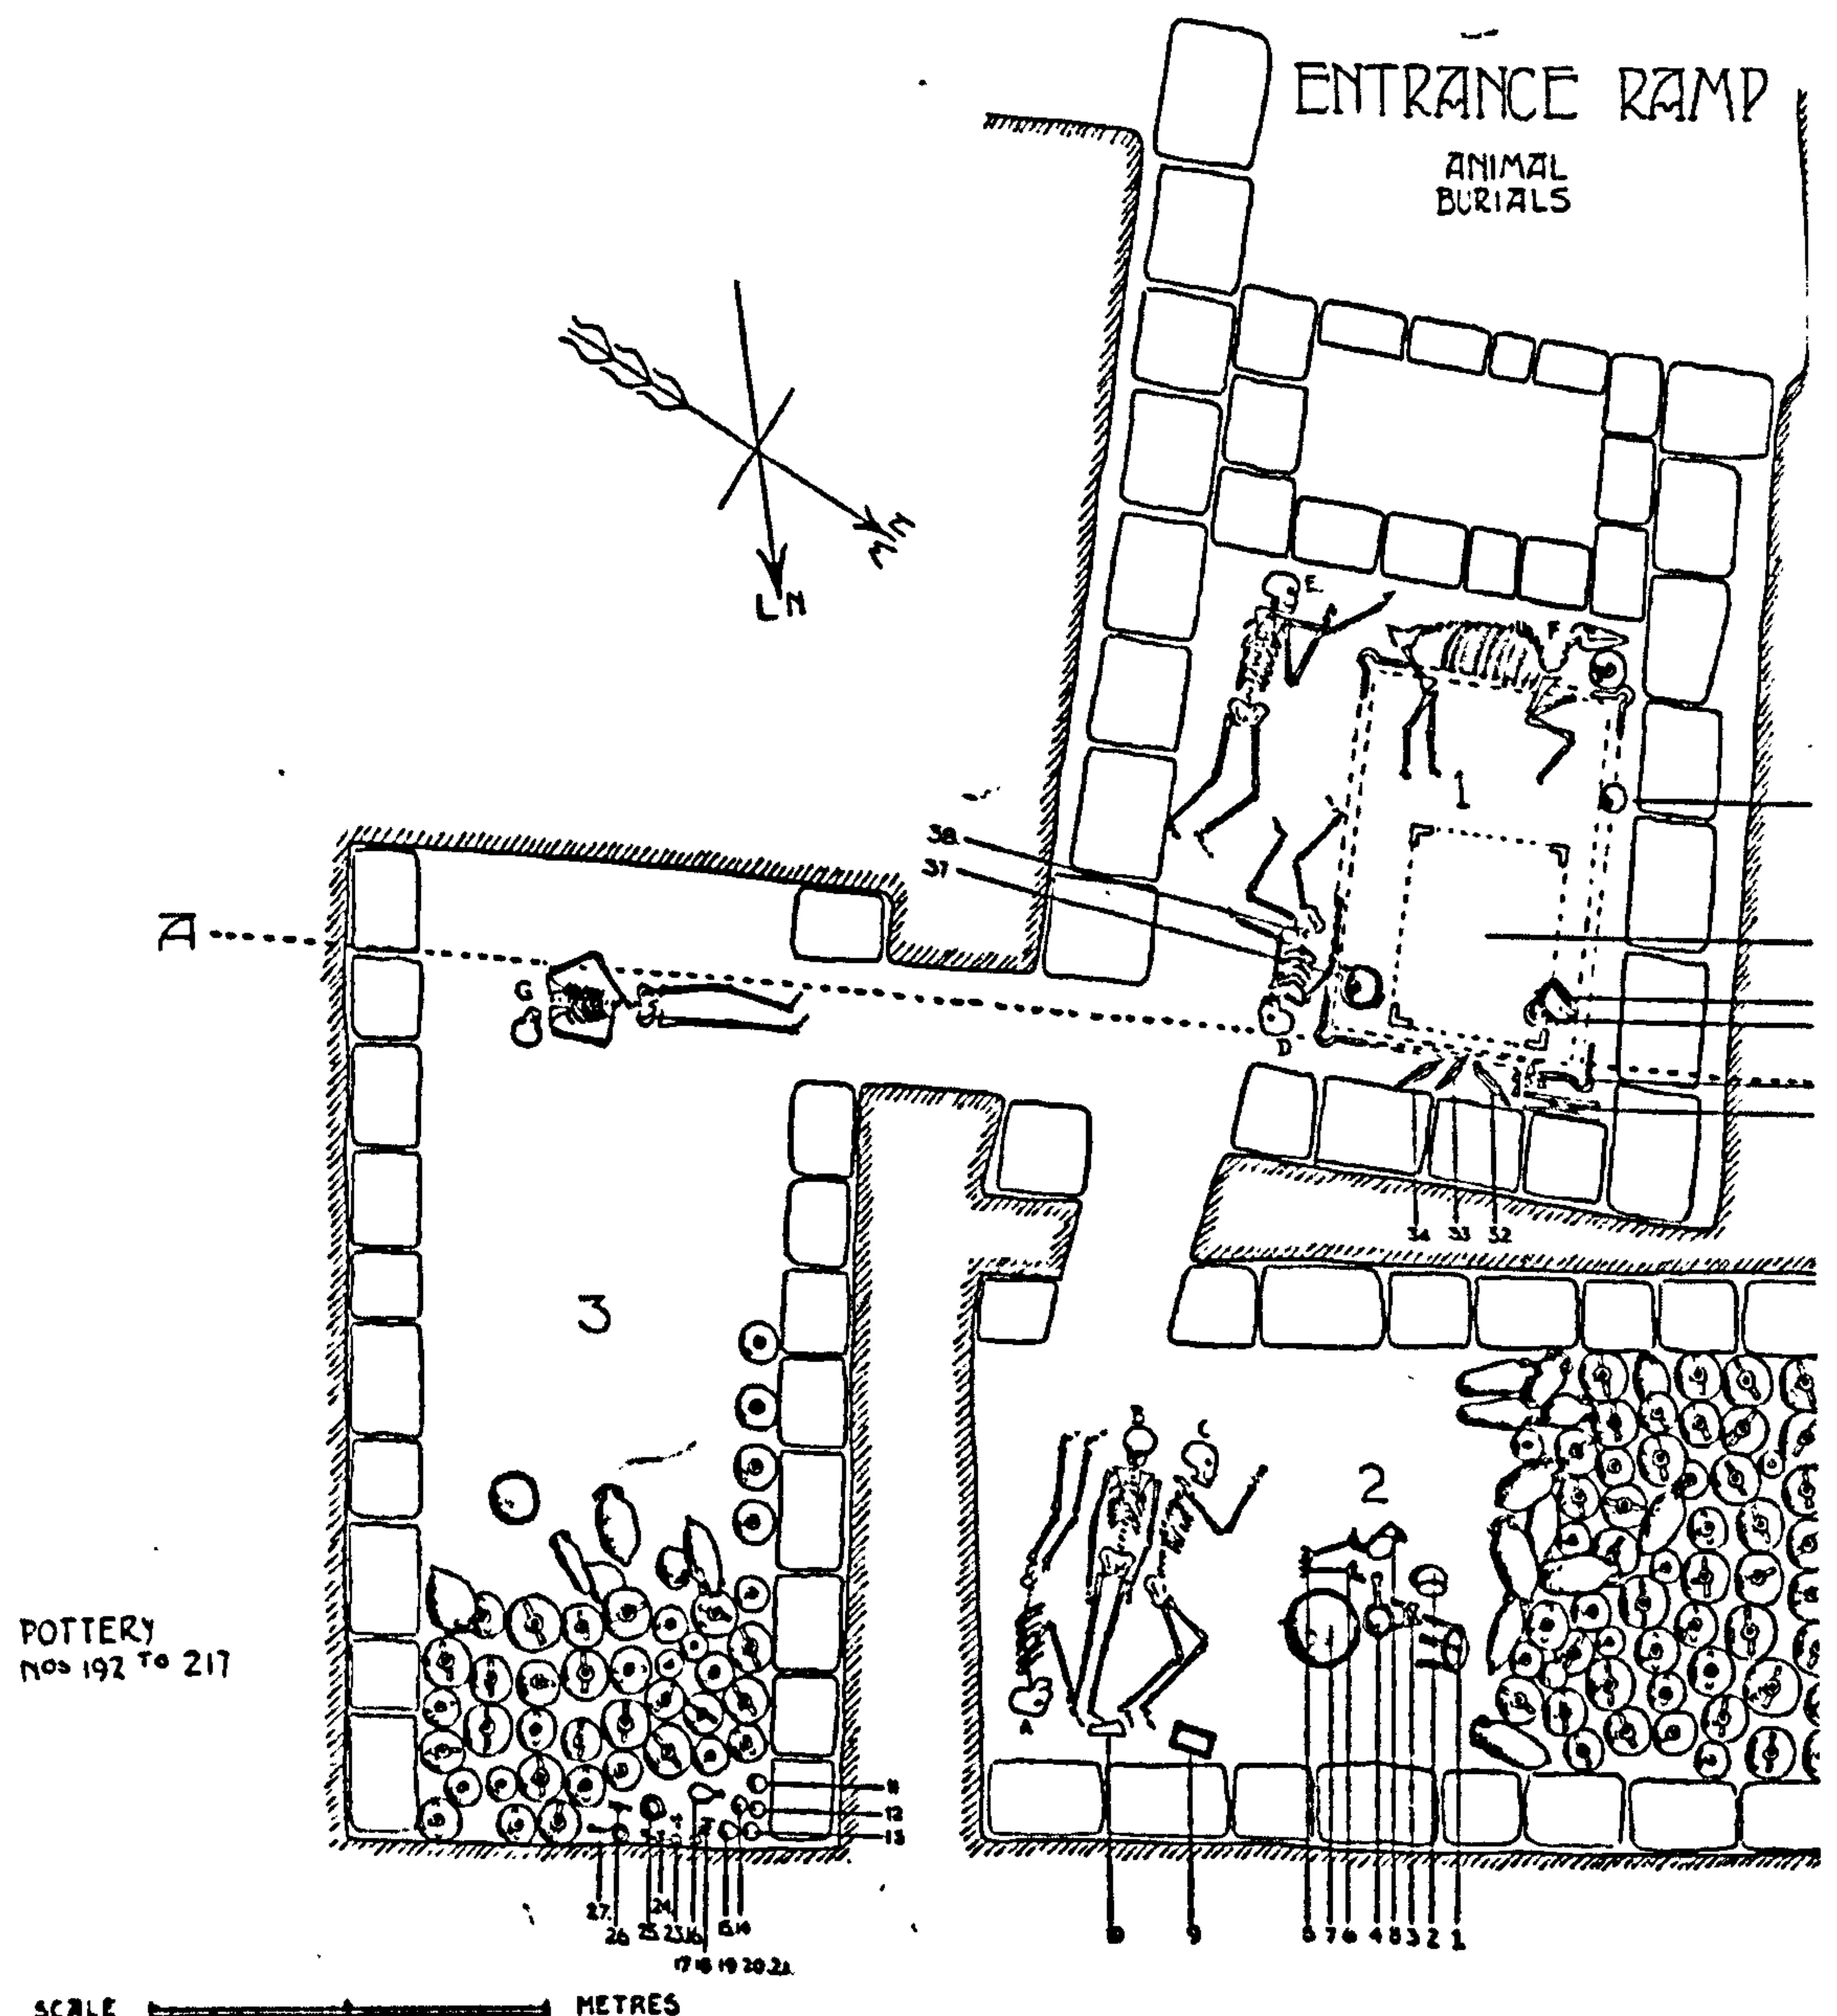 ENTRANCE RAMP
ANIMAL
BURIALS
L N
M N
E
F
1
38
37
A
G
D
34 33 32
3
B
C
2
POTTERY
Nos 192 TO 217
A
11
12
13
27.
26
25
24
23
16
15
14
17 18 19 20.21.
10
9
8 7 6 4 5 3 2 1
SCALE METRES